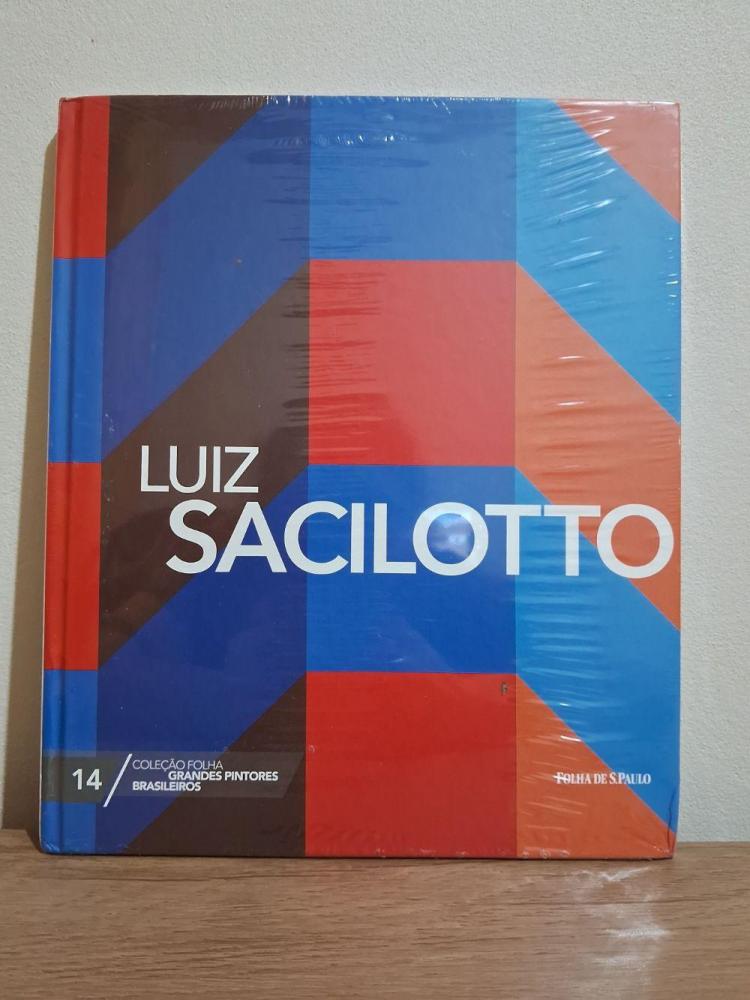 LUIZ
SACILOTTO
14
COLEÇÃO FOLHA
GRANDES PINTORES
BRASILEIROS
FOLHA DE S.PAULO